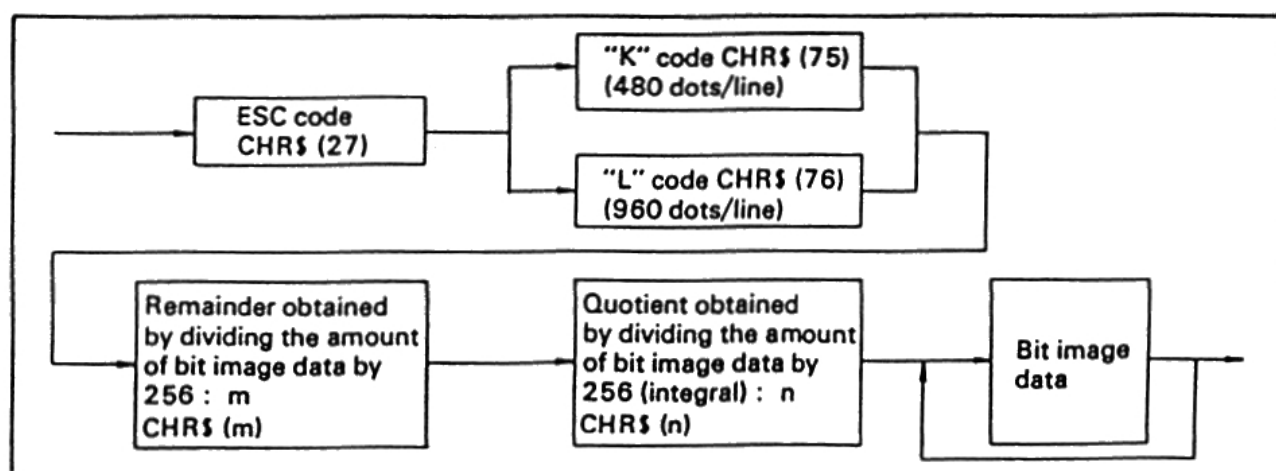 "K" code CHR$ (75)
(480 dots/line)
ESC code
CHR$ (27)
"L" code CHR$ (76)
(960 dots/line)
Remainder obtained
by dividing the amount
of bit image data by
256 : m
CHR$ (m)
Quotient obtained
by dividing the amount
of bit image data by
256 (integral) : n
CHR$ (n)
Bit image
data